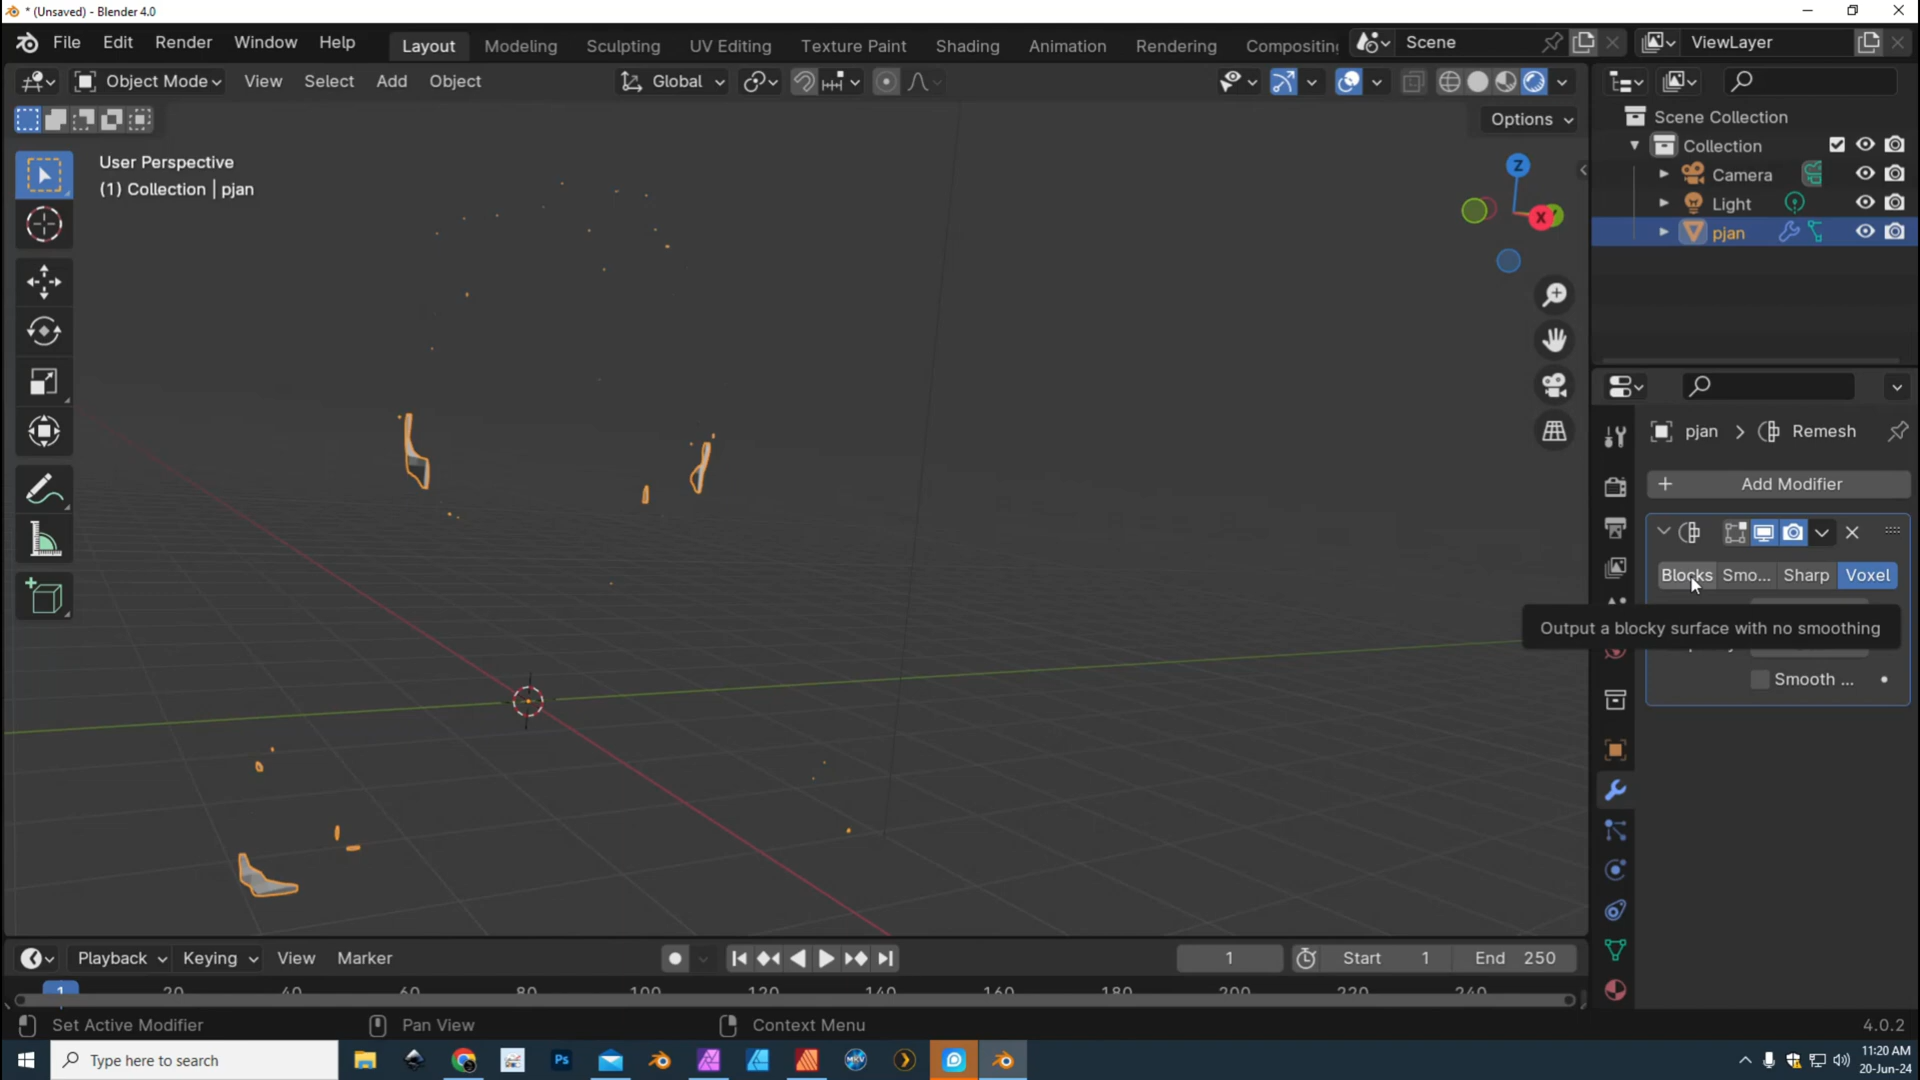 * (Unsaved) - Blender 4.0
File Edit Render Window Help Layout Modeling Sculpting UV Editing Texture Paint Shading Animation Rendering Compositing Scene ViewLayer
Object Mode View Select Add Object Global
Options
User Perspective
(1) Collection | pjan
Z
X
Scene Collection
Collection
Camera
Light
pjan
pjan > Remesh
+ Add Modifier
Blocks Smo... Sharp Voxel
Output a blocky surface with no smoothing
Smooth ...
Playback Keying View Marker 1 Start 1 End 250
1 20 40 60 80 100 120 140 160 180 200 220 240
Set Active Modifier Pan View Context Menu 4.0.2
Type here to search
Ps
MKV
11:20 AM
20-Jun-24